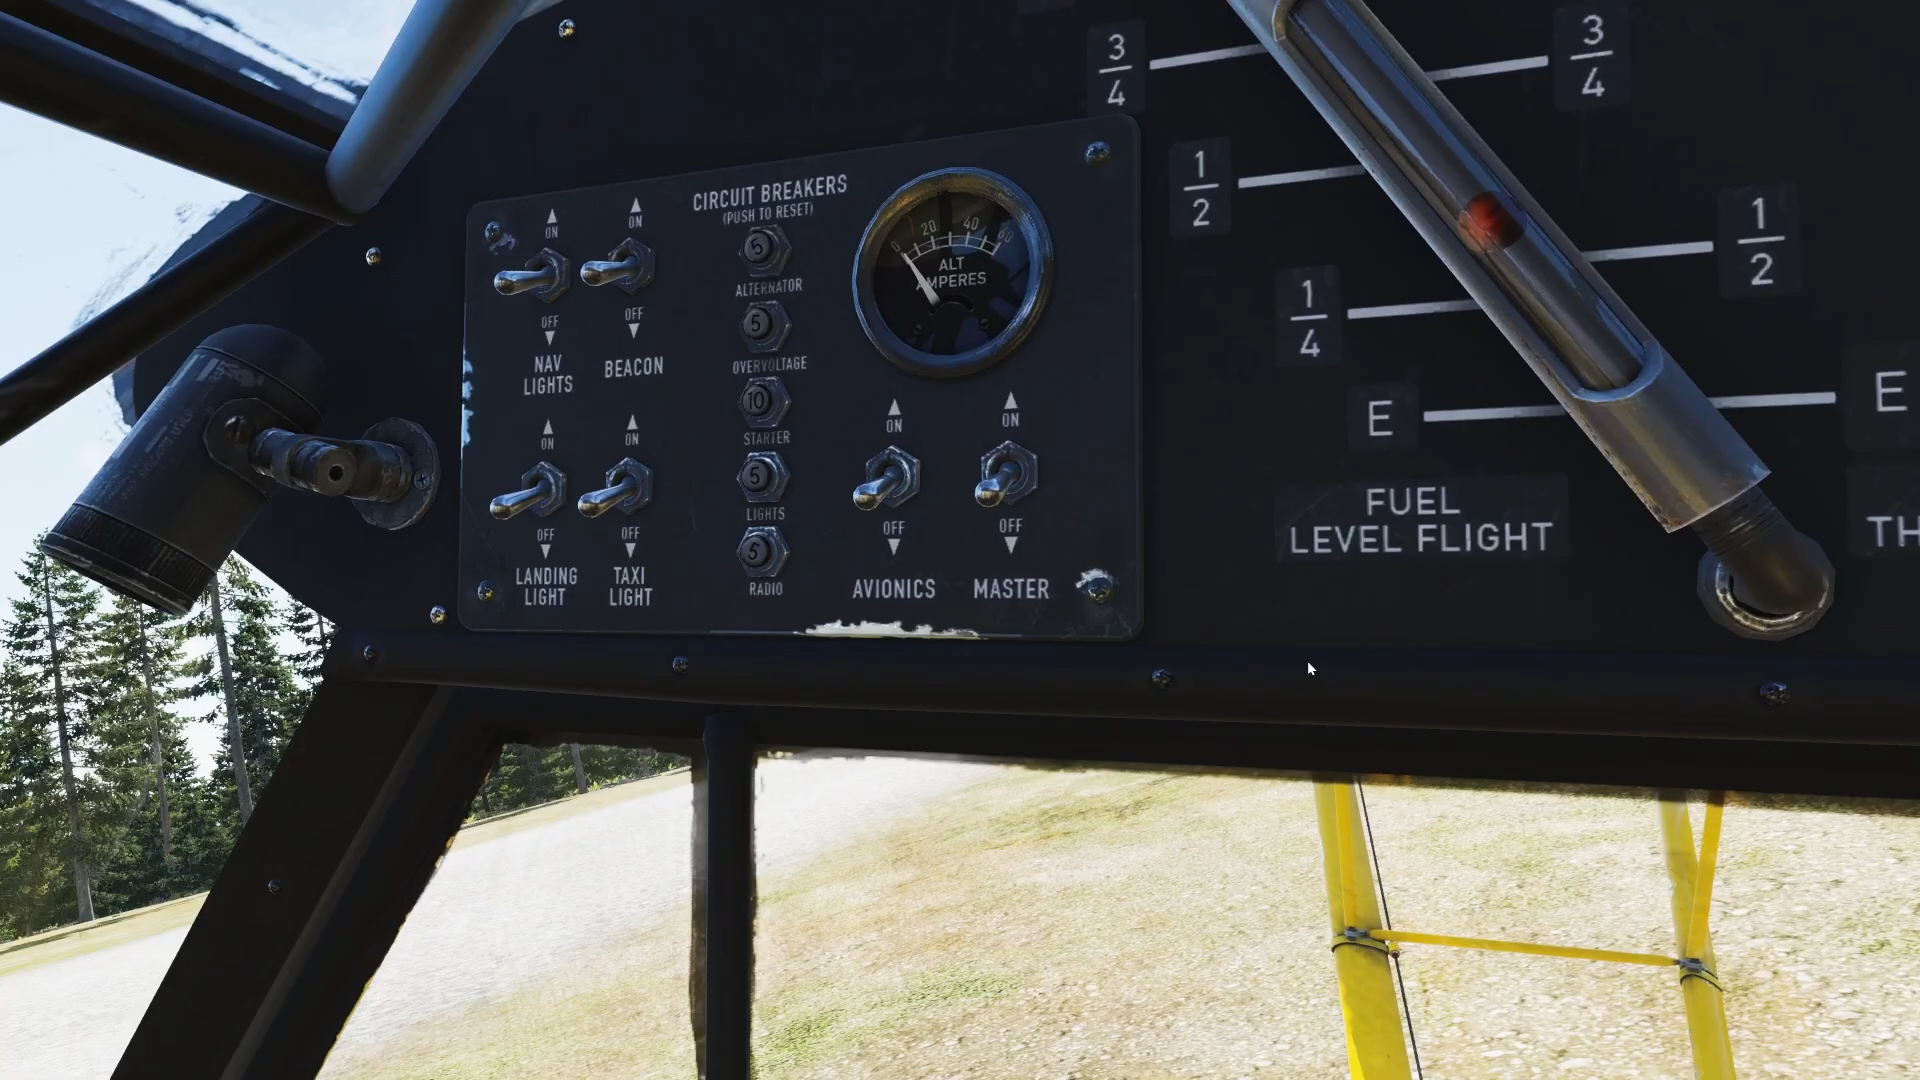 3
4
3
4
1
2
1
2
1
4
E
E
FUEL
LEVEL FLIGHT
TH
CIRCUIT BREAKERS
(PUSH TO RESET)
5
ALTERNATOR
5
OVERVOLTAGE
10
STARTER
5
LIGHTS
5
RADIO
ON
OFF
NAV
LIGHTS
ON
OFF
BEACON
ON
OFF
LANDING
LIGHT
ON
OFF
TAXI
LIGHT
0 20 40 60
ALT
AMPERES
ON
OFF
AVIONICS
ON
OFF
MASTER